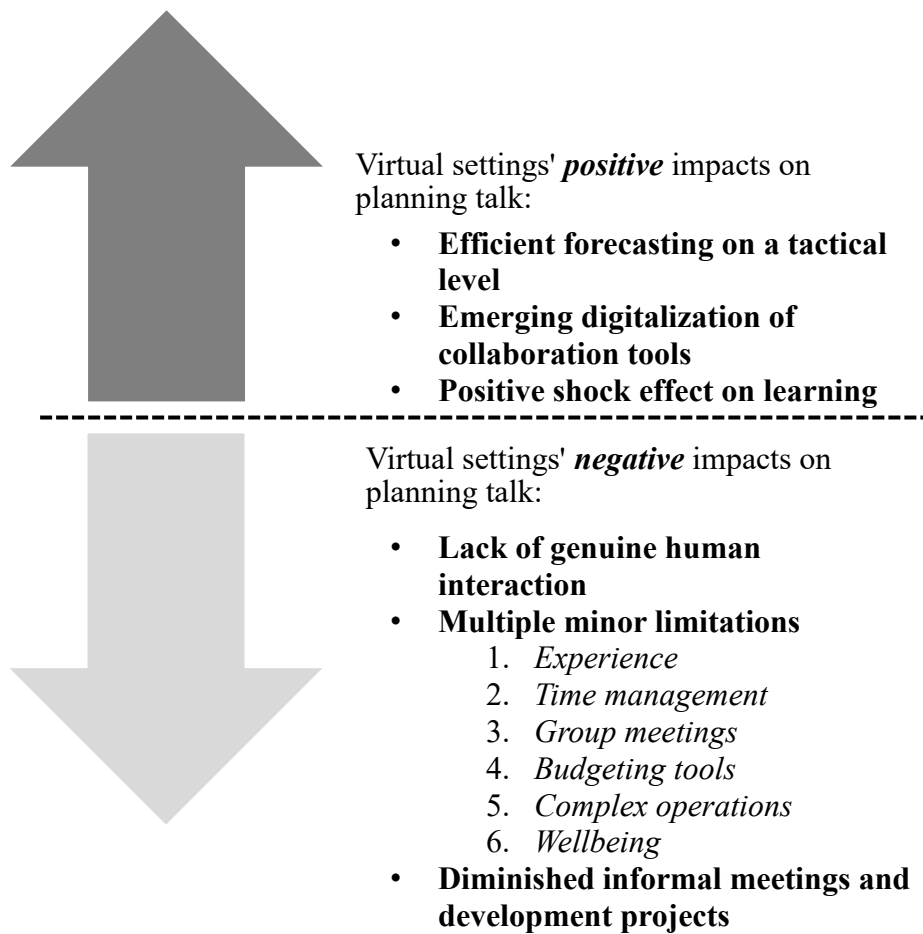 Virtual settings' positive impacts on
planning talk:
• Efficient forecasting on a tactical
level
• Emerging digitalization of
collaboration tools
• Positive shock effect on learning
Virtual settings' negative impacts on
planning talk:
• Lack of genuine human
interaction
• Multiple minor limitations
1. Experience
2. Time management
3. Group meetings
4. Budgeting tools
5. Complex operations
6. Wellbeing
• Diminished informal meetings and
development projects